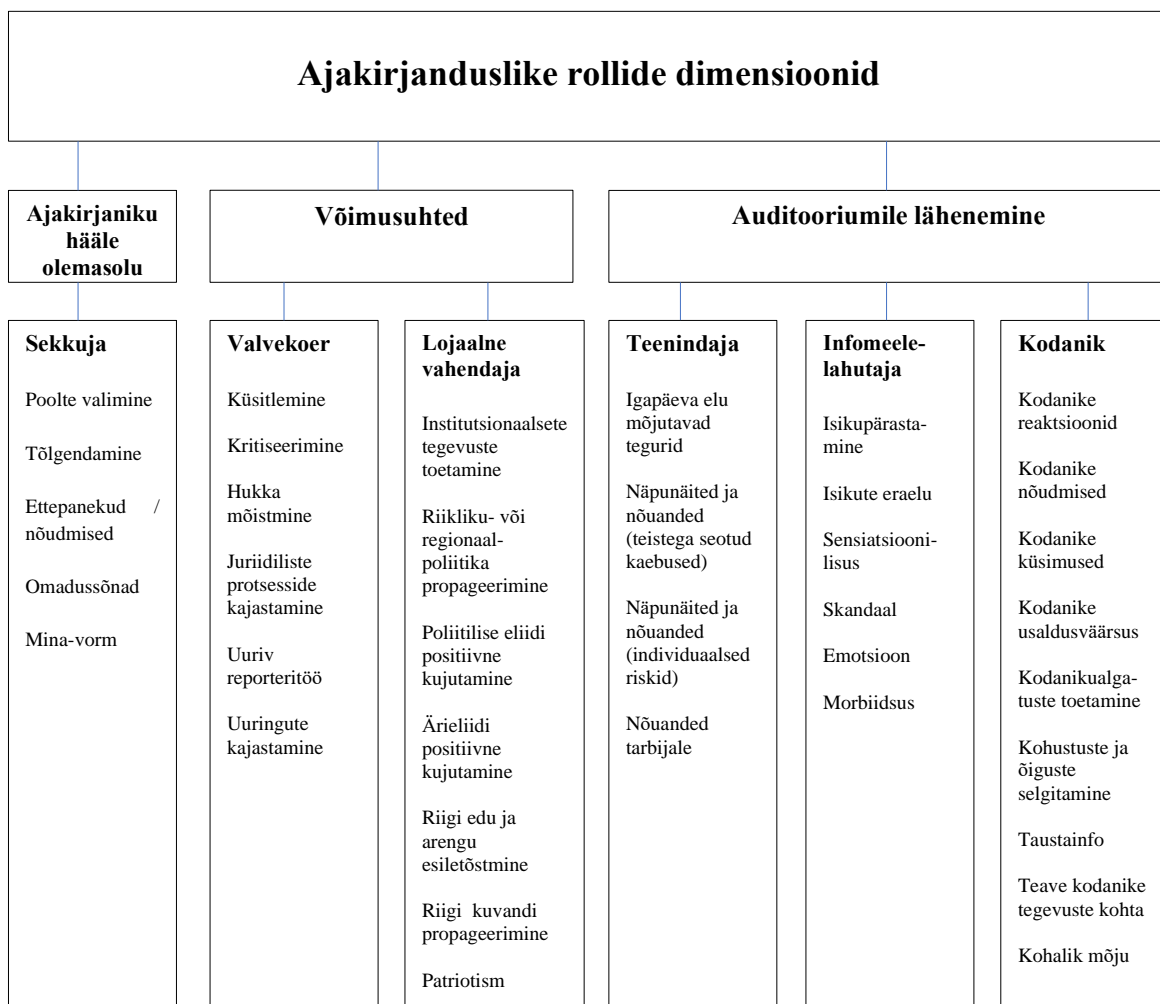 Ajakirjanduslike rollide dimensioonid
Ajakirjaniku
hääle
olemasolu
Võimusuhted
Auditooriumile lähenemine
Sekkuja
Poolte valimine
Tõlgendamine
Ettepanekud /
nõudmised
Omadussõnad
Mina-vorm
Valvekoer
Küsitlemine
Kritiseerimine
Hukka
mõistmine
Juriidiliste
protsesside
kajastamine
Uuriv
reporteritöö
Uuringute
kajastamine
Lojaalne
vahendaja
Institutsionaalsete
tegevuste
toetamine
Riikliku- või
regionaal-
poliitika
propageerimine
Poliitilise eliidi
positiivne
kujutamine
Ärieliidi
positiivne
kujutamine
Riigi edu ja
arengu
esiletõstmine
Riigi kuvandi
propageerimine
Patriotism
Teenindaja
Igapäeva elu
mõjutavad
tegurid
Näpunäited ja
nõuanded
(teistega seotud
kaebused)
Näpunäited ja
nõuanded
(individuaalsed
riskid)
Nõuanded
tarbijale
Infomeele-
lahutaja
Isikupärasta-
mine
Isikute eraelu
Sensiatsiooni-
lisus
Skandaal
Emotsioon
Morbiidsus
Kodanik
Kodanike
reaktsioonid
Kodanike
nõudmised
Kodanike
küsimused
Kodanike
usaldusväärsus
Kodanikualga-
tuste toetamine
Kohustuste ja
õiguste
selgitamine
Taustainfo
Teave kodanike
tegevuste kohta
Kohalik mõju